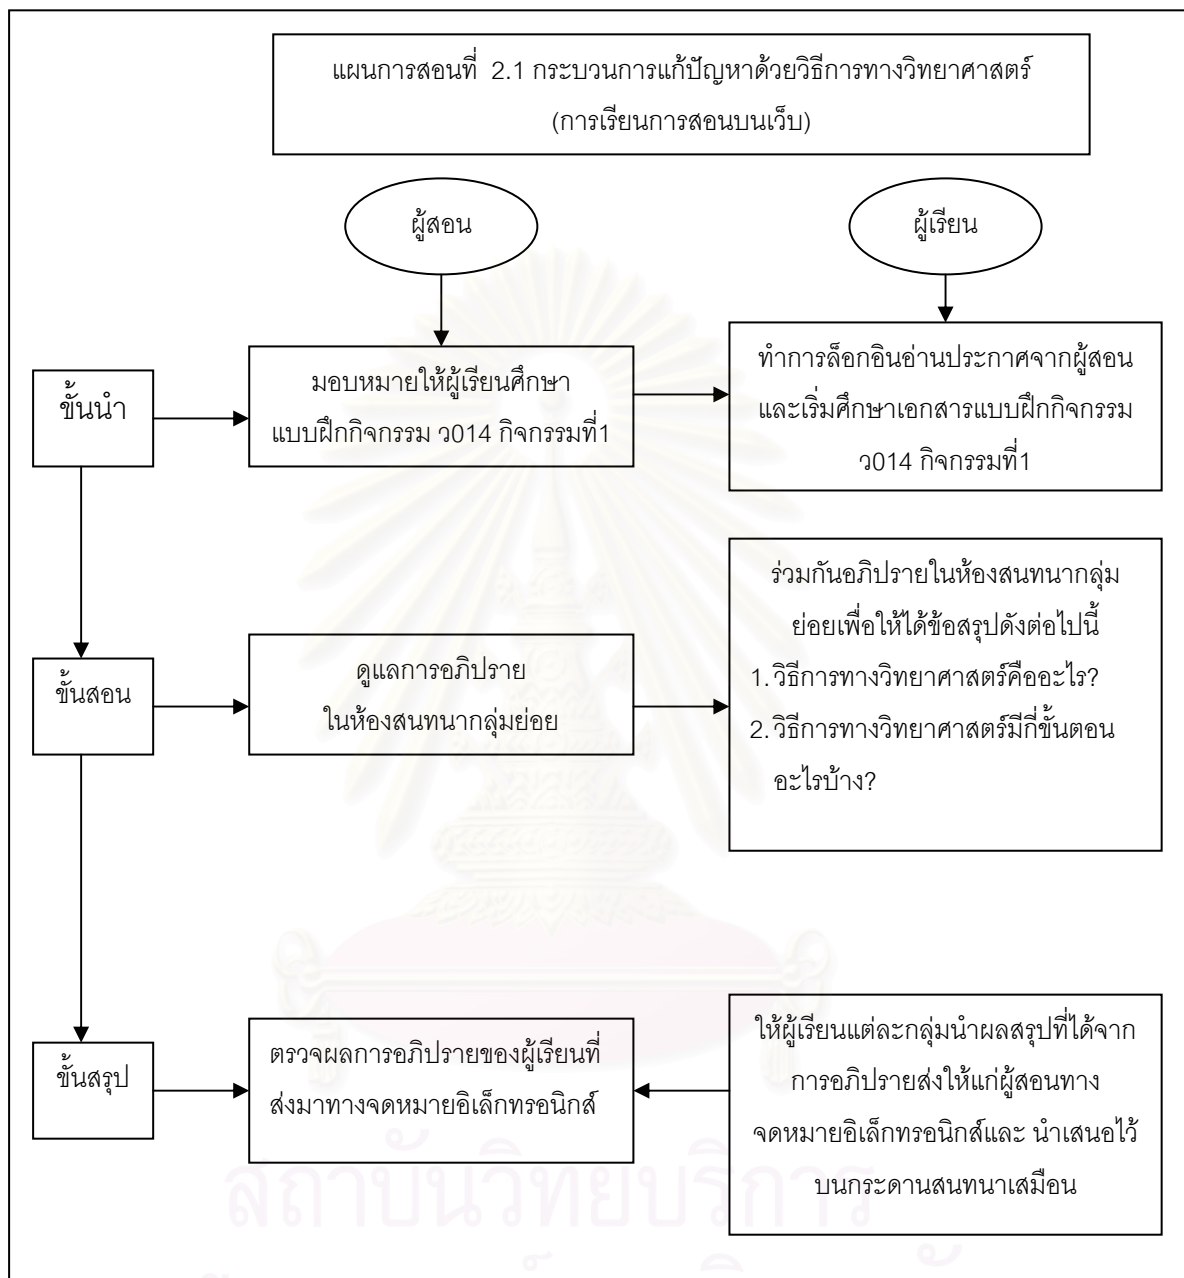 แผนการสอนที่ 2.1 กระบวนการแก้ปัญหาด้วยวิธีการทางวิทยาศาสตร์
(การเรียนการสอนบนเว็บ)
ผู้สอน
ผู้เรียน
ขั้นนำ
มอบหมายให้ผู้เรียนศึกษา
แบบฝึกกิจกรรม ว014 กิจกรรมที่1
ทำการล็อกอินอ่านประกาศจากผู้สอน
และเริ่มศึกษาเอกสารแบบฝึกกิจกรรม
ว014 กิจกรรมที่1
ขั้นสอน
ดูแลการอภิปราย
ในห้องสนทนากลุ่มย่อย
ร่วมกันอภิปรายในห้องสนทนากลุ่ม
ย่อยเพื่อให้ได้ข้อสรุปดังต่อไปนี้
1. วิธีการทางวิทยาศาสตร์คืออะไร?
2. วิธีการทางวิทยาศาสตร์มีกี่ขั้นตอน
อะไรบ้าง?
ขั้นสรุป
ตรวจผลการอภิปรายของผู้เรียนที่
ส่งมาทางจดหมายอิเล็กทรอนิกส์
ให้ผู้เรียนแต่ละกลุ่มนำผลสรุปที่ได้จาก
การอภิปรายส่งให้แก่ผู้สอนทาง
จดหมายอิเล็กทรอนิกส์และ นำเสนอไว้
บนกระดานสนทนาเสมือน
สถาบันวิทยบริการ